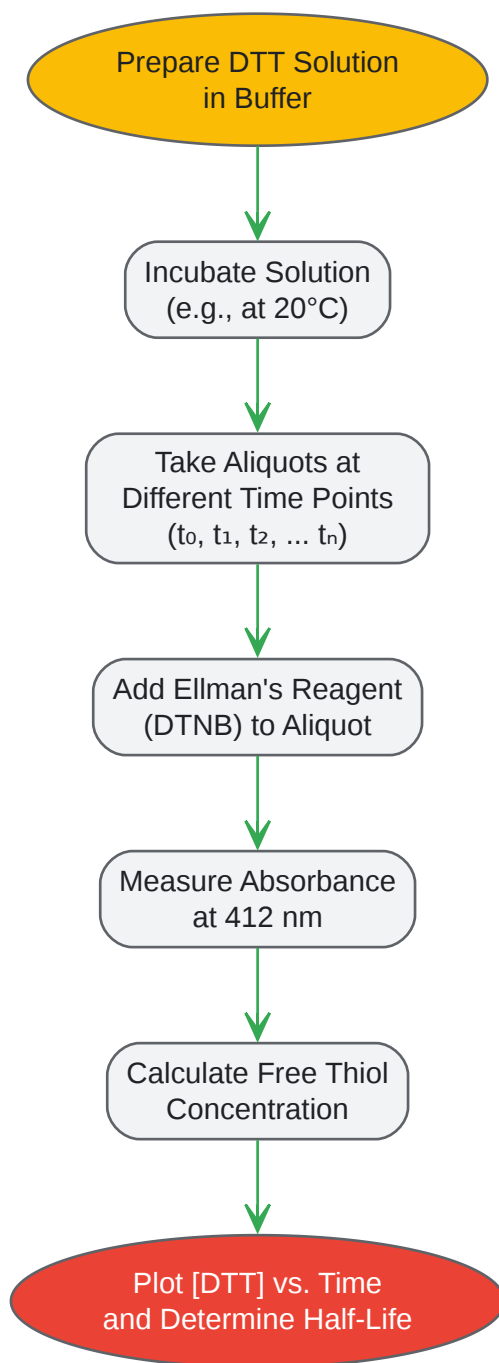 Prepare DTT Solution
in Buffer
Incubate Solution
(e.g., at 20°C)
Take Aliquots at
Different Time Points
(t₀, t₁, t₂, ... tₙ)
Add Ellman's Reagent
(DTNB) to Aliquot
Measure Absorbance
at 412 nm
Calculate Free Thiol
Concentration
Plot [DTT] vs. Time
and Determine Half-Life